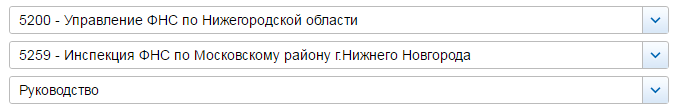 5200 - Управление ФНС по Нижегородской области
5259 - Инспекция ФНС по Московскому району г.Нижнего Новгорода
Руководство